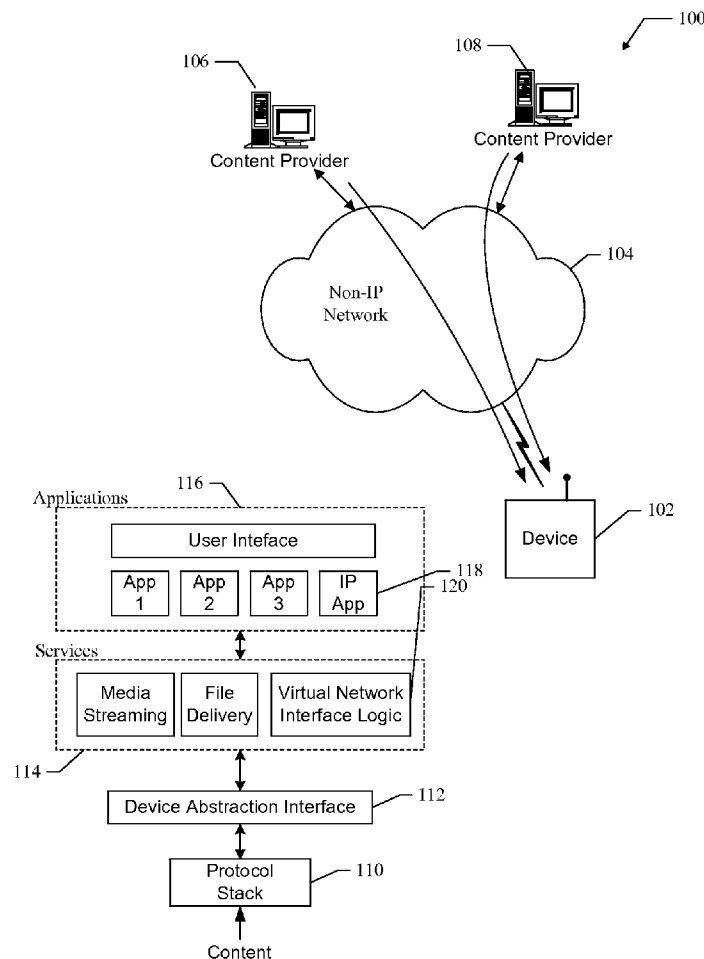 100
108
106
Content Provider
Content Provider
104
Non-IP
Network
116
Applications
102
User Inteface
Device
118
App
1
App
2
App
3
IP
App
120
Services
Media
Streaming
File
Delivery
Virtual Network
Interface Logic
114
Device Abstraction Interface
112
Protocol
Stack
110
Content